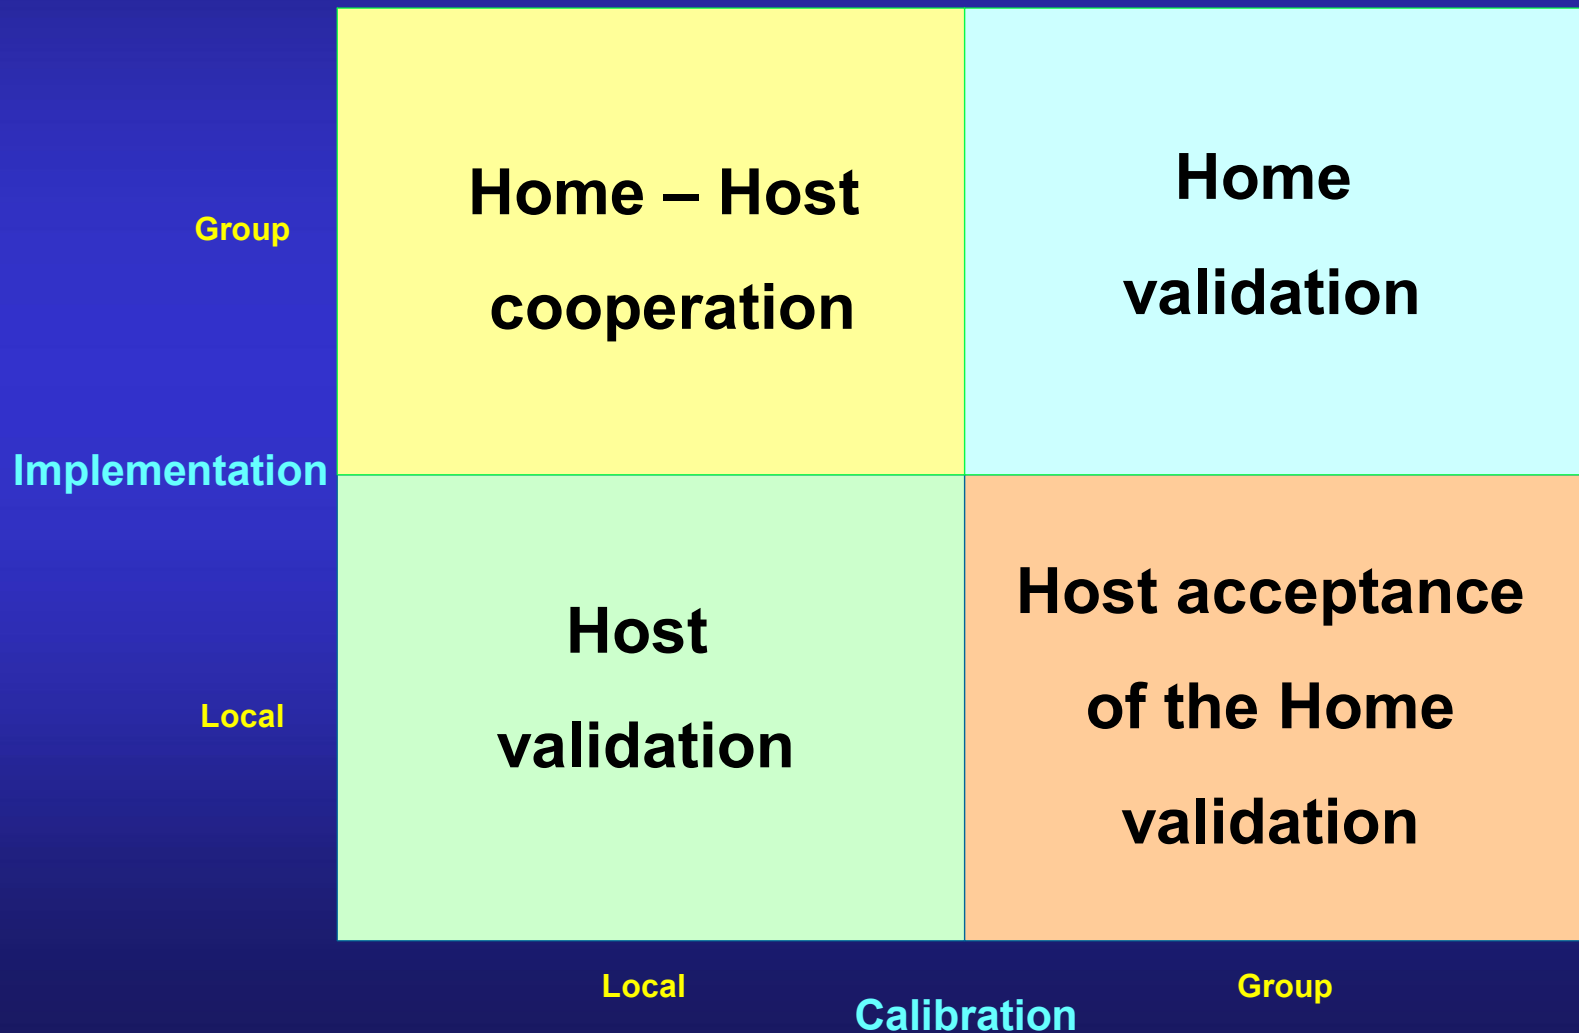 Group
Home – Host
cooperation
Home
validation
Implementation
Local
Host
validation
Host acceptance
of the Home
validation
Local
Group
Calibration